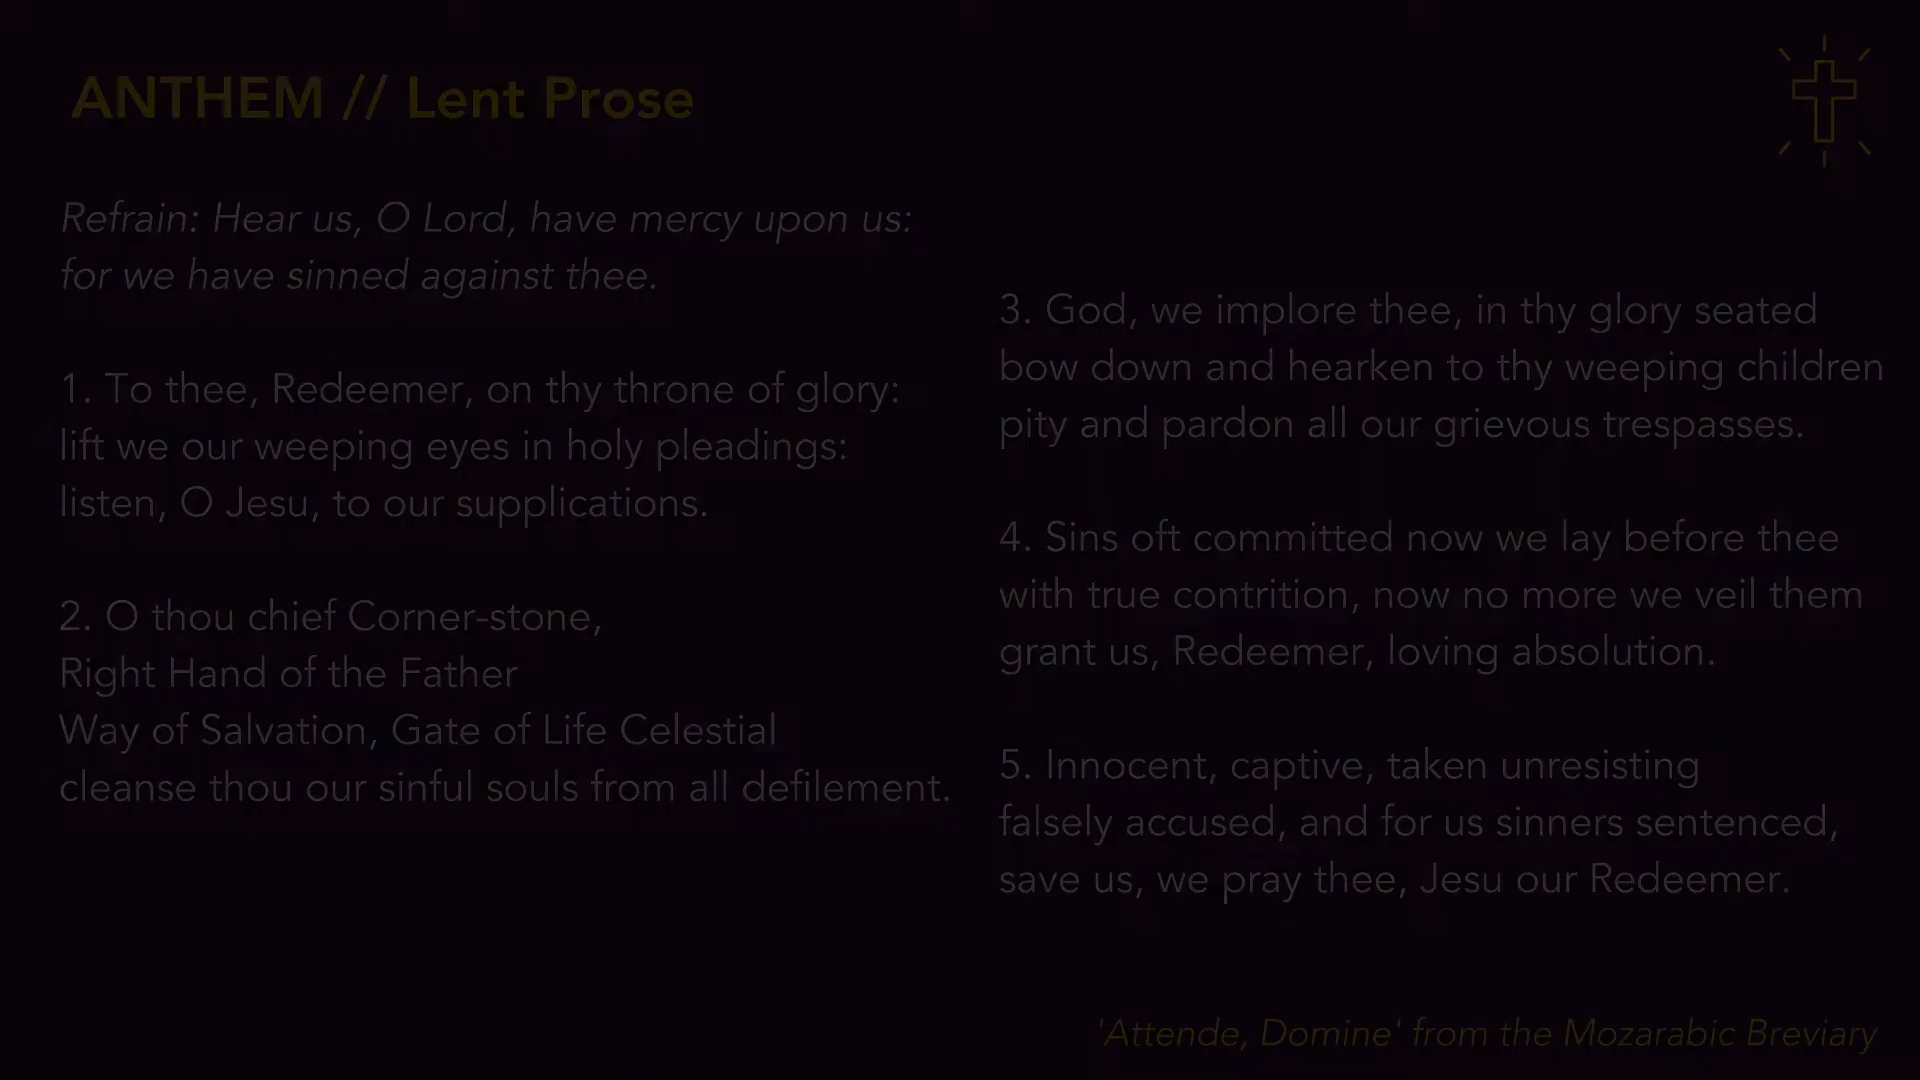 ANTHEM // Lent Prose
Refrain: Hear us, O Lord, have mercy upon us:
for we have sinned against thee.
1. To thee, Redeemer, on thy throne of glory:
lift we our weeping eyes in holy pleadings:
listen, O Jesu, to our supplications.
2. O thou chief Corner-stone,
Right Hand of the Father
Way of Salvation, Gate of Life Celestial
cleanse thou our sinful souls from all defilement.
3. God, we implore thee, in thy glory seated
bow down and hearken to thy weeping children
pity and pardon all our grievous trespasses.
4. Sins oft committed now we lay before thee
with true contrition, now no more we veil them
grant us, Redeemer, loving absolution.
5. Innocent, captive, taken unresisting
falsely accused, and for us sinners sentenced,
save us, we pray thee, Jesu our Redeemer.
'Attende, Domine' from the Mozarabic Breviary